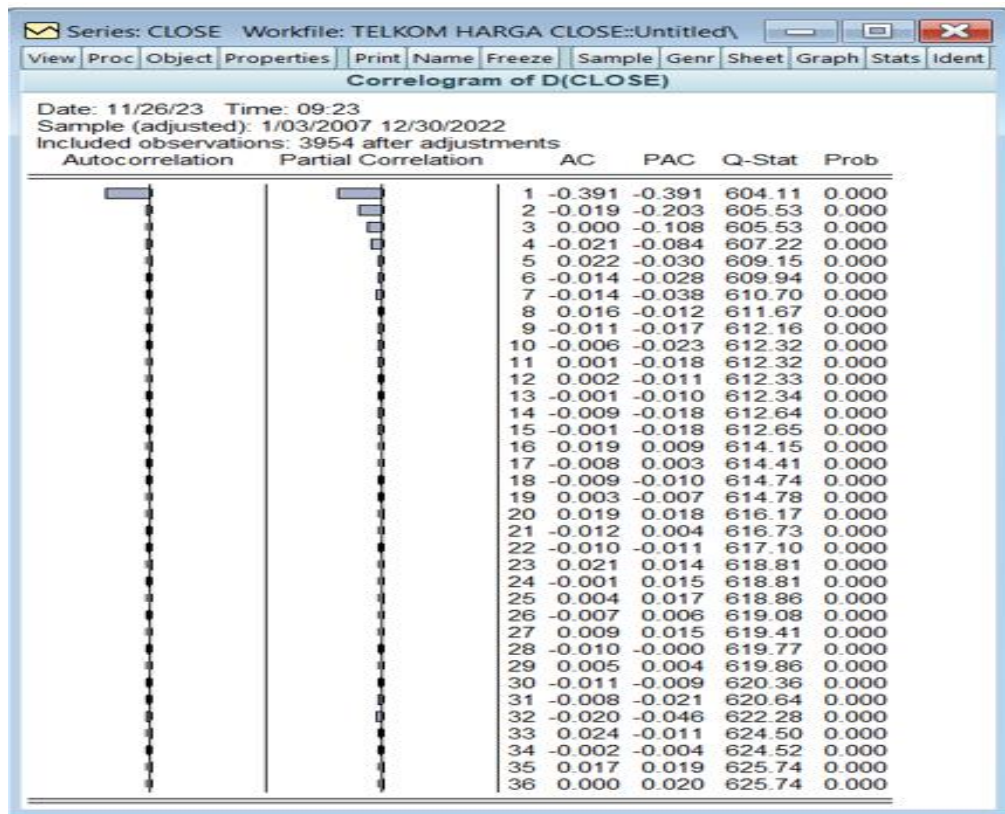 Series: CLOSE Workfile: TELKOM HARGA CLOSE::Untitled\
View Proc Object Properties Print Name Freeze Sample Genr Sheet Graph Stats Ident
Correlogram of D(CLOSE)
Date: 11/26/23 Time: 09:23
Sample (adjusted): 1/03/2007 12/30/2022
Included observations: 3954 after adjustments
Autocorrelation Partial Correlation AC PAC Q-Stat Prob
1 -0.391 -0.391 604.11 0.000
2 -0.019 -0.203 605.53 0.000
3 0.000 -0.108 605.53 0.000
4 -0.021 -0.084 607.22 0.000
5 0.022 -0.030 609.15 0.000
6 -0.014 -0.028 609.94 0.000
7 -0.014 -0.038 610.70 0.000
8 0.016 -0.012 611.67 0.000
9 -0.011 -0.017 612.16 0.000
10 -0.006 -0.023 612.32 0.000
11 0.001 -0.018 612.32 0.000
12 0.002 -0.011 612.33 0.000
13 -0.001 -0.010 612.34 0.000
14 -0.009 -0.018 612.64 0.000
15 -0.001 -0.018 612.65 0.000
16 0.019 0.009 614.15 0.000
17 -0.008 0.003 614.41 0.000
18 -0.009 -0.010 614.74 0.000
19 0.003 -0.007 614.78 0.000
20 0.019 0.018 616.17 0.000
21 -0.012 0.004 616.73 0.000
22 -0.010 -0.011 617.10 0.000
23 0.021 0.014 618.81 0.000
24 -0.001 0.015 618.81 0.000
25 0.004 0.017 618.86 0.000
26 -0.007 0.006 619.08 0.000
27 0.009 0.015 619.41 0.000
28 -0.010 -0.000 619.77 0.000
29 0.005 0.004 619.86 0.000
30 -0.011 -0.009 620.36 0.000
31 -0.008 -0.021 620.64 0.000
32 -0.020 -0.046 622.28 0.000
33 0.024 -0.011 624.50 0.000
34 -0.002 -0.004 624.52 0.000
35 0.017 0.019 625.74 0.000
36 0.000 0.020 625.74 0.000